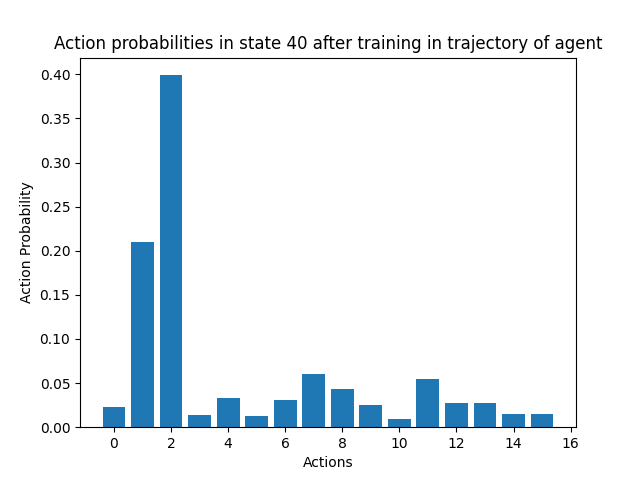 Action probabilities in state 40 after training in trajectory of agent
0.40
0.35
0.30
0.25
0.20
0.15
0.10
0.05
0.00
Action Probability
0 2 4 6 8 10 12 14 16
Actions